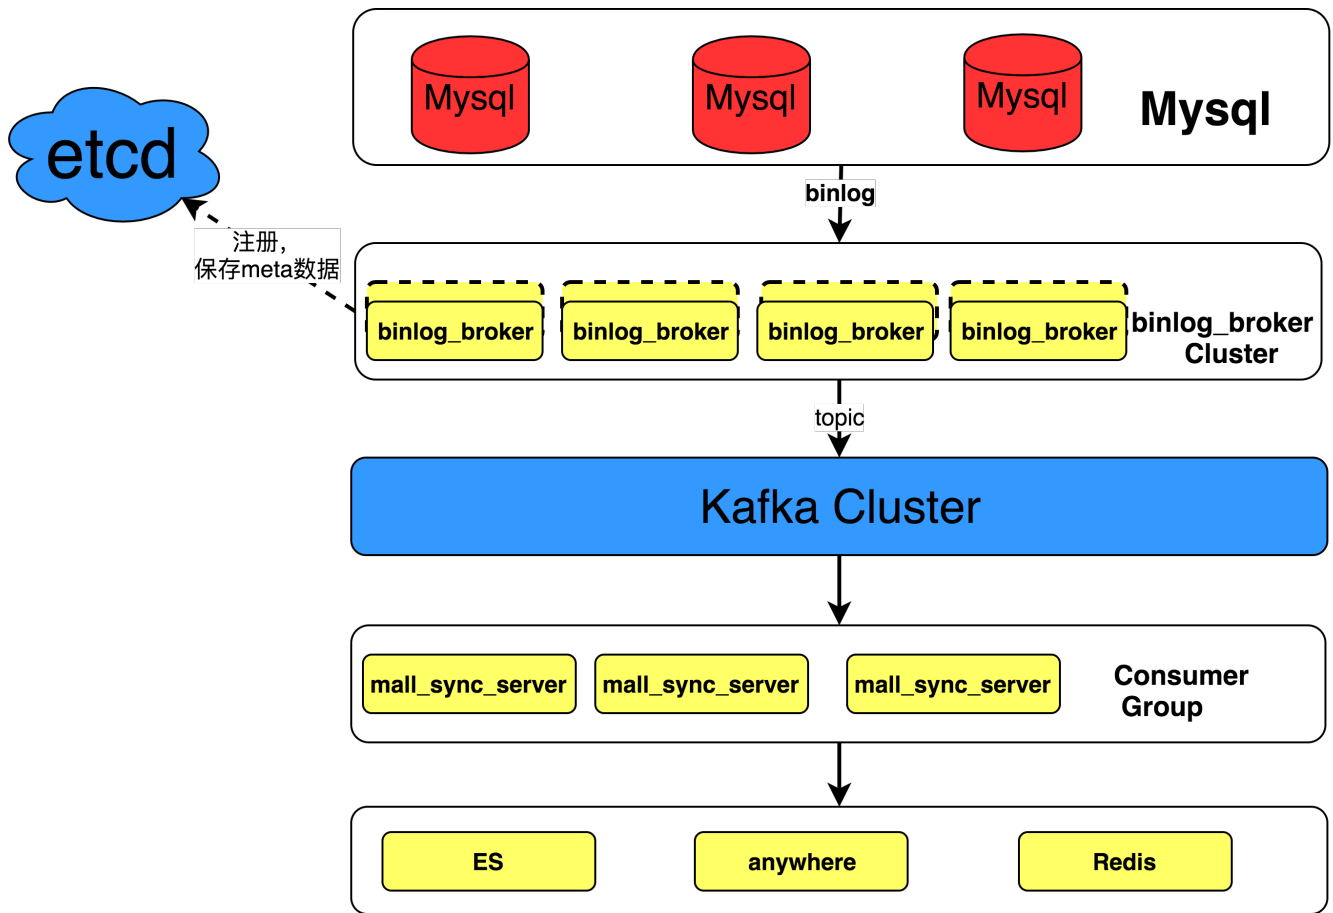 Mysql
Mysql
Mysql
Mysql
etcd
binlog
注册，
保存meta数据
binlog_broker
binlog_broker
binlog_broker
binlog_broker
binlog_broker
Cluster
topic
Kafka Cluster
mall_sync_server
mall_sync_server
mall_sync_server
Consumer
Group
ES
anywhere
Redis